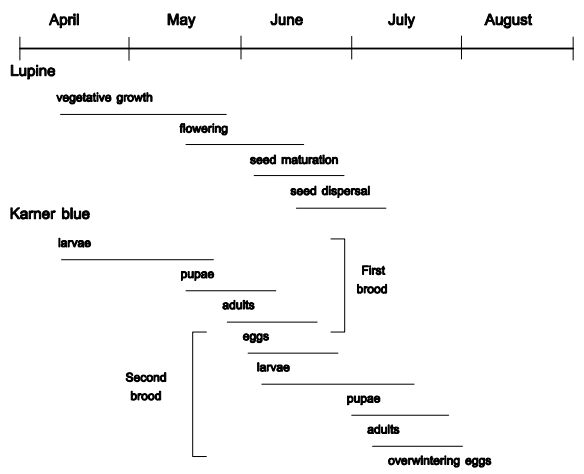 April May June July August
Lupine
vegetative growth
flowering
seed maturation
seed dispersal
Karner blue
larvae
First
brood
pupae
adults
eggs
larvae
Second
brood
pupae
adults
overwintering eggs